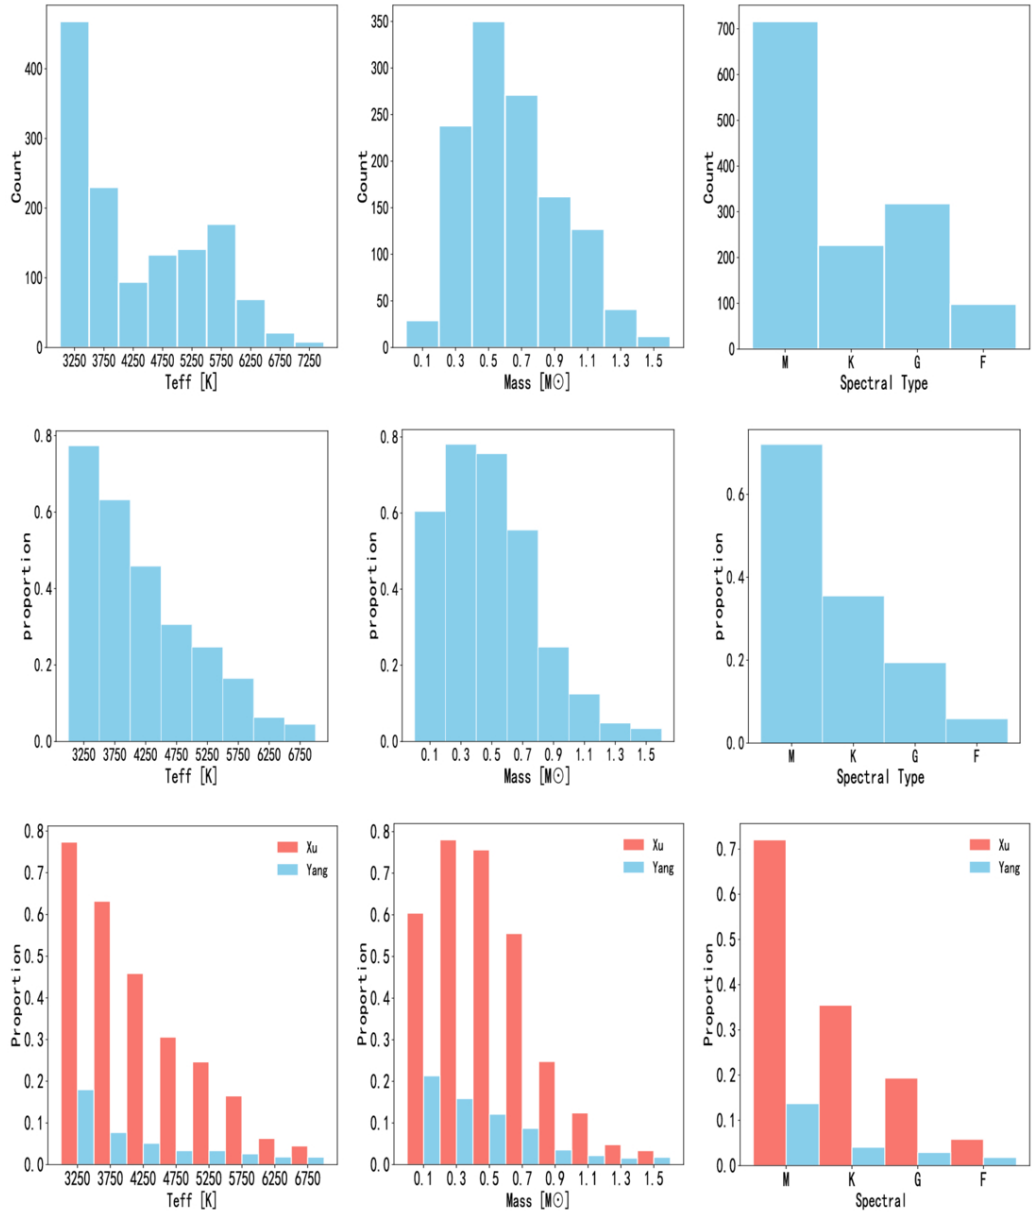 400
300
200
100
0
Count
3250 3750 4250 4750 5250 5750 6250 6750 7250
Teff [K]
350
300
250
200
150
100
50
0
Count
0.1 0.3 0.5 0.7 0.9 1.1 1.3 1.5
Mass [M⊙]
700
600
500
400
300
200
100
0
Count
M K G F
Spectral Type
0.8
0.6
0.4
0.2
0.0
proportion
3250 3750 4250 4750 5250 5750 6250 6750
Teff [K]
0.8
0.6
0.4
0.2
0.0
proportion
0.1 0.3 0.5 0.7 0.9 1.1 1.3 1.5
Mass [M⊙]
0.6
0.4
0.2
0.0
proportion
M K G F
Spectral Type
0.8
0.7
0.6
0.5
0.4
0.3
0.2
0.1
0.0
Proportion
Xu
Yang
3250 3750 4250 4750 5250 5750 6250 6750
Teff [K]
0.8
0.7
0.6
0.5
0.4
0.3
0.2
0.1
0.0
Proportion
Xu
Yang
0.1 0.3 0.5 0.7 0.9 1.1 1.3 1.5
Mass [M⊙]
0.7
0.6
0.5
0.4
0.3
0.2
0.1
0.0
Proportion
Xu
Yang
M K G F
Spectral